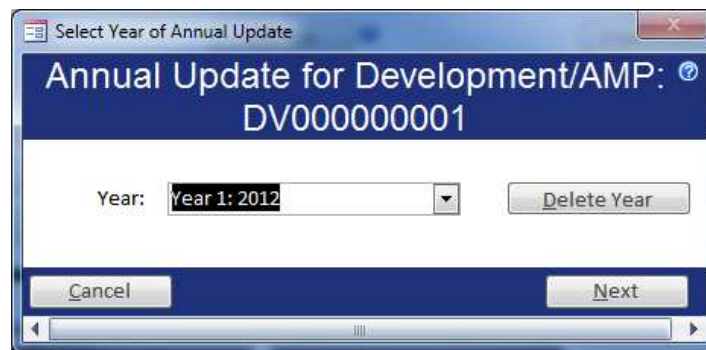 Select Year of Annual Update
Annual Update for Development/AMP:
DV000000001
Year: Year 1: 2012 Delete Year
Cancel Next